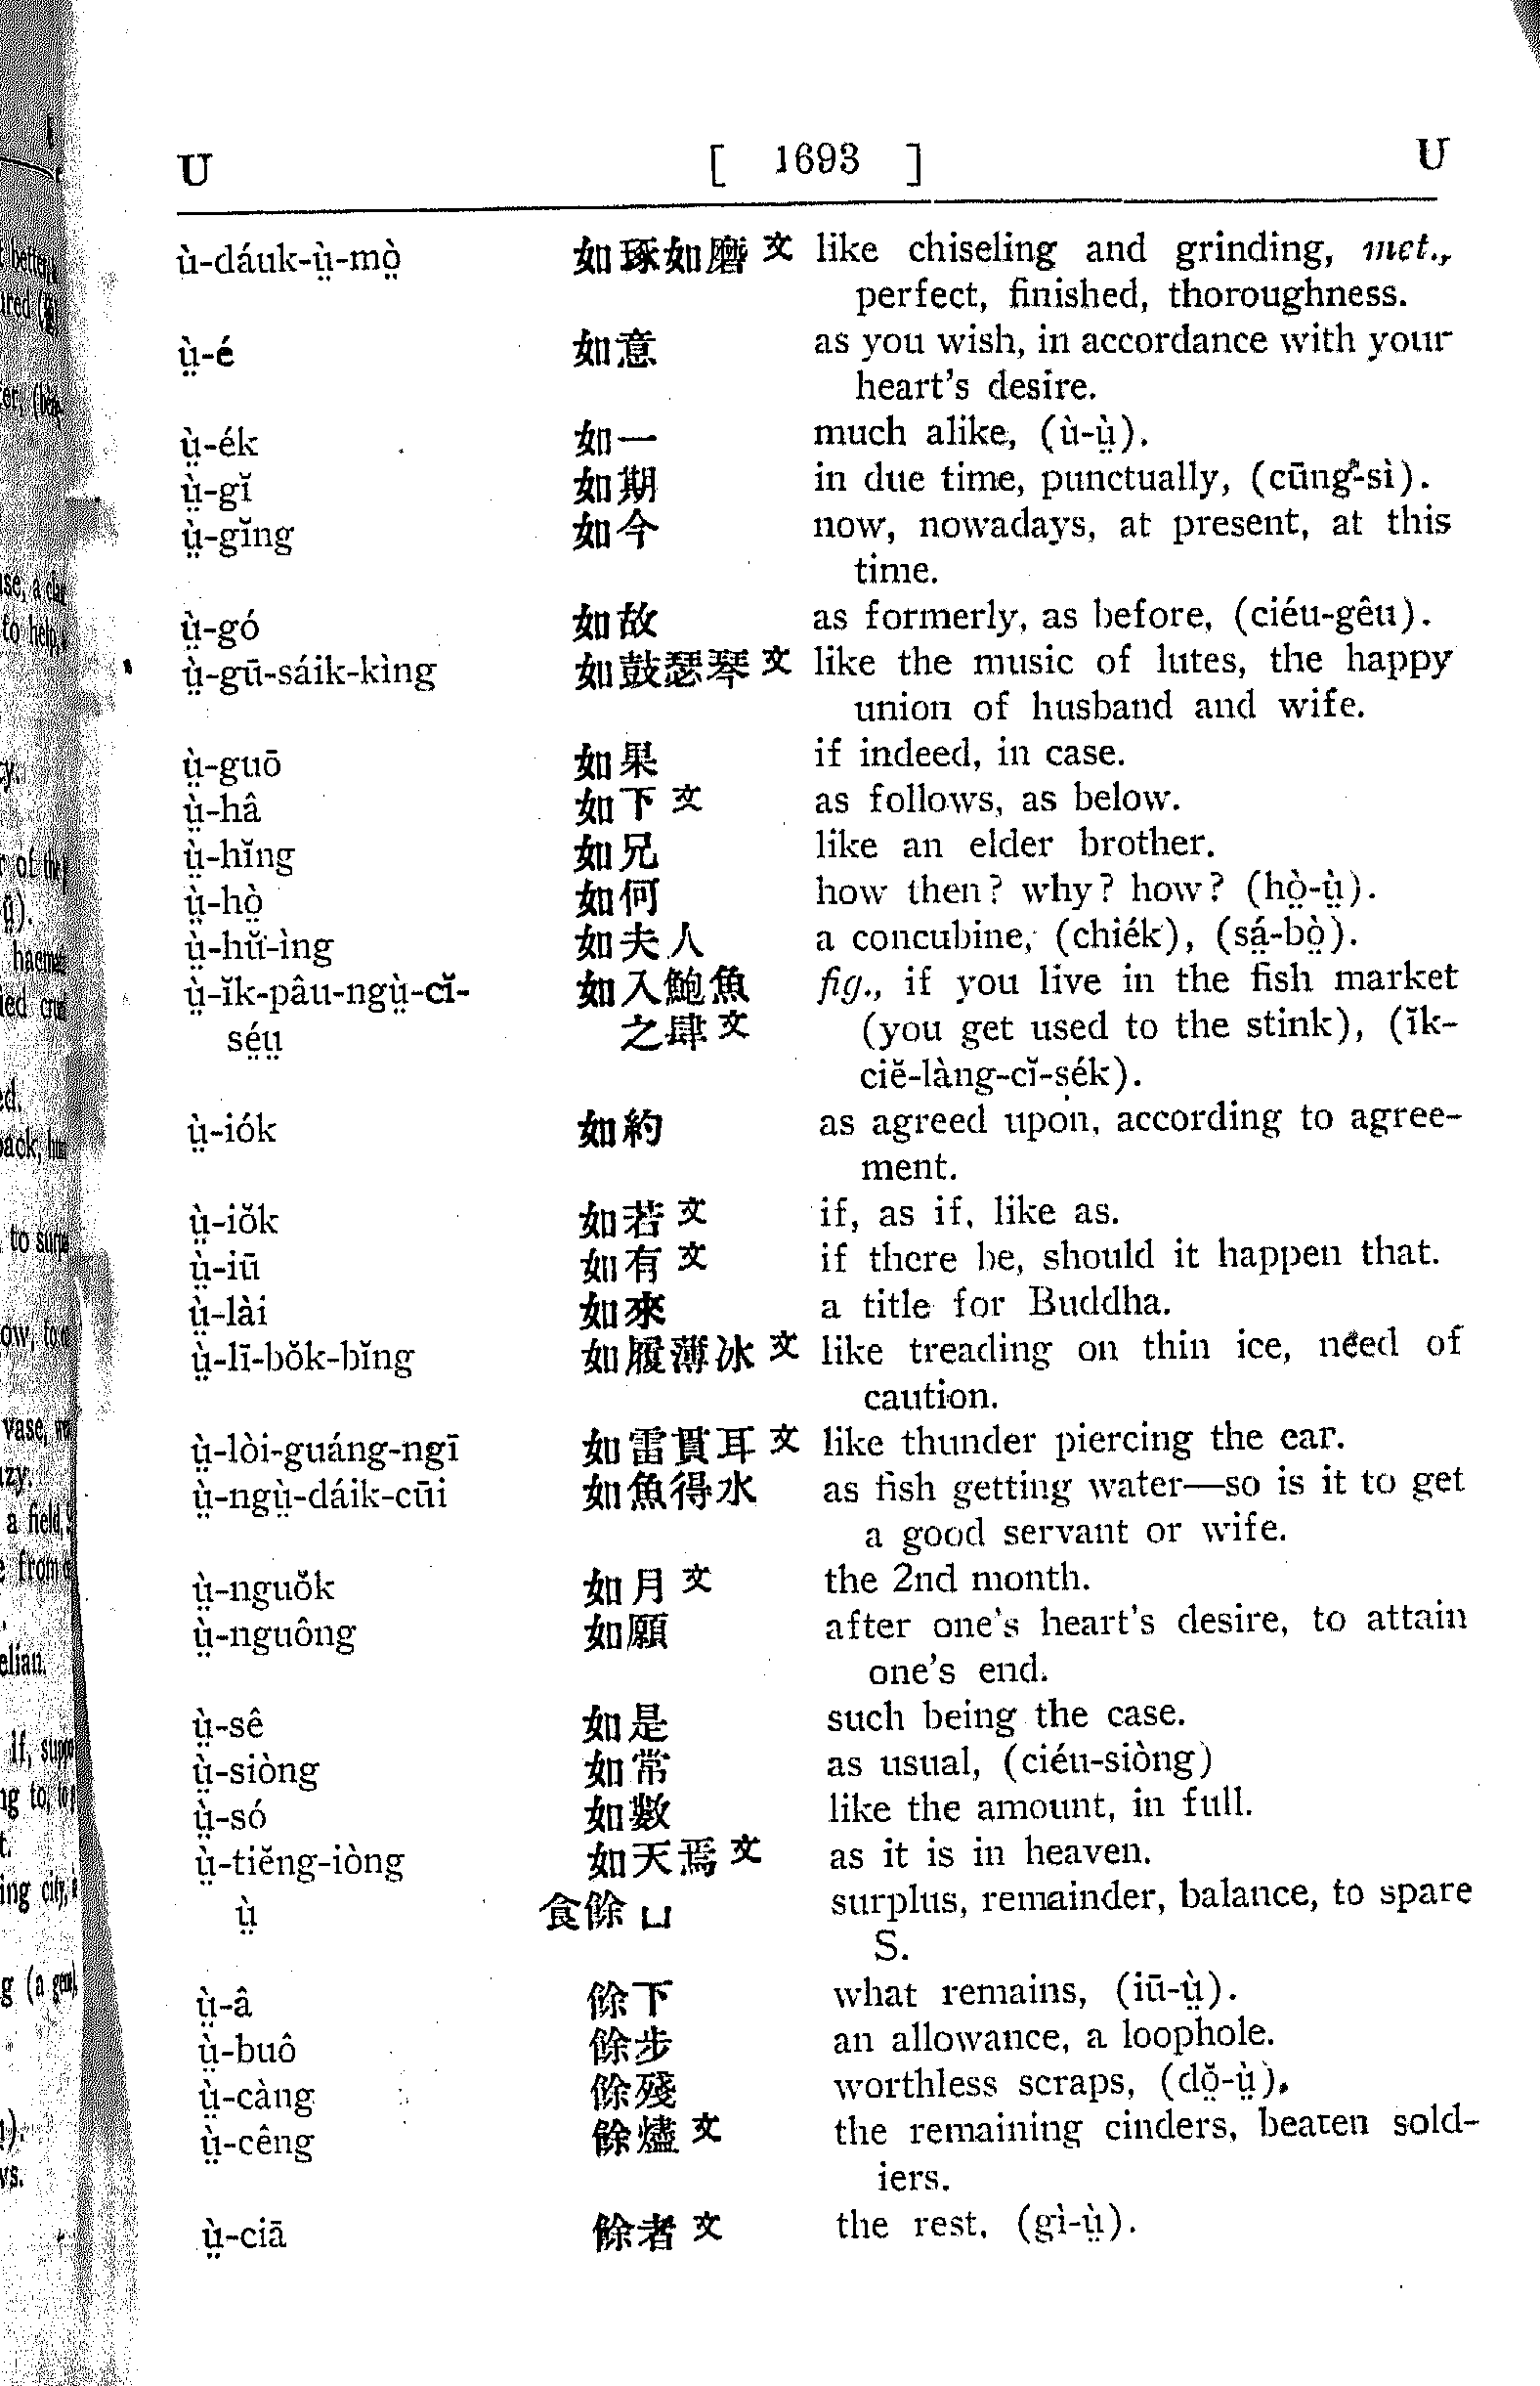 U [ 1693 ] U
ù-dáuk-ṳ̀-mò̤ 如琢如磨文 like chiseling and grinding, met.,
perfect, finished, thoroughness.
ṳ̀-é 如意 as you wish, in accordance with your
heart's desire.
ṳ̀-ék 如一 much alike, (ù-ṳ̀).
ṳ̀-gĭ 如期 in due time, punctually, (cūng-sì).
ṳ̀-gĭng 如今 now, nowadays, at present, at this
time.
ṳ̀-gó 如故 as formerly, as before, (ciéu-gêu).
ṳ̀-gū-sáik-kìng 如鼓瑟琴文 like the music of lutes, the happy
union of husband and wife.
ṳ̀-guō 如果 if indeed, in case.
ṳ̀-hâ 如下文 as follows, as below.
ṳ̀-hĭng 如兄 like an elder brother.
ṳ̀-hò̤ 如何 how then? why? how? (hò̤-ṳ̀).
ṳ̀-hŭ-ìng 如夫人 a concubine, (chiék), (sá̤-bò̤).
ṳ̀-ĭk-pâu-ngṳ̀-cĭ- 如入鮑魚 fig., if you live in the fish market
sé̤ṳ 之肆文 (you get used to the stink), (ĭk-
ciĕ-làng-cĭ-sék).
ṳ̀-iók 如約 as agreed upon, according to agree-
ment.
ṳ̀-iŏk 如若文 if, as if, like as.
ṳ̀-iū 如有文 if there be, should it happen that.
ṳ̀-lài 如來 a title for Buddha.
ṳ̀-lī-bŏk-bĭng 如履薄冰文 like treading on thin ice, need of
caution.
ṳ̀-lòi-guáng-ngī 如雷貫耳文 like thunder piercing the ear.
ṳ̀-ngṳ̀-dáik-cūi 如魚得水 as fish getting water—so is it to get
a good servant or wife.
ṳ̀-nguŏk 如月文 the 2nd month.
ṳ̀-nguông 如願 after one's heart's desire, to attain
one's end.
ṳ̀-sê 如是 such being the case.
ṳ̀-siòng 如常 as usual, (ciéu-siòng)
ṳ̀-só 如數 like the amount, in full.
ṳ̀-tiĕng-iòng 如天焉文 as it is in heaven.
ṳ̀ 食餘凵 surplus, remainder, balance, to spare
S.
ṳ̀-â 餘下 what remains, (iū-ṳ̀).
ṳ̀-buô 餘步 an allowance, a loophole.
ṳ̀-càng 餘殘 worthless scraps, (dŏ̤-ṳ̀).
ṳ̀-cêng 餘燼文 the remaining cinders, beaten sold-
iers.
ṳ̀-ciā 餘者文 the rest, (gì-ṳ̀).